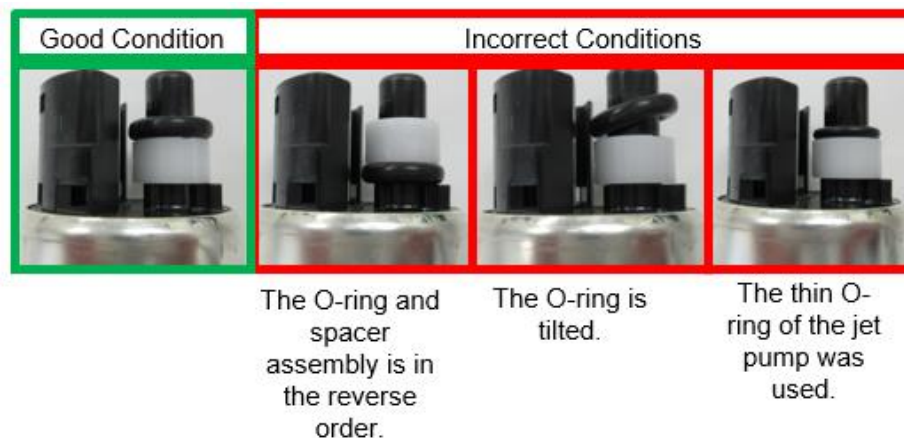 Good Condition
Incorrect Conditions
The O-ring and
spacer
assembly is in
the reverse
order.
The O-ring is
tilted.
The thin O-
ring of the jet
pump was
used.